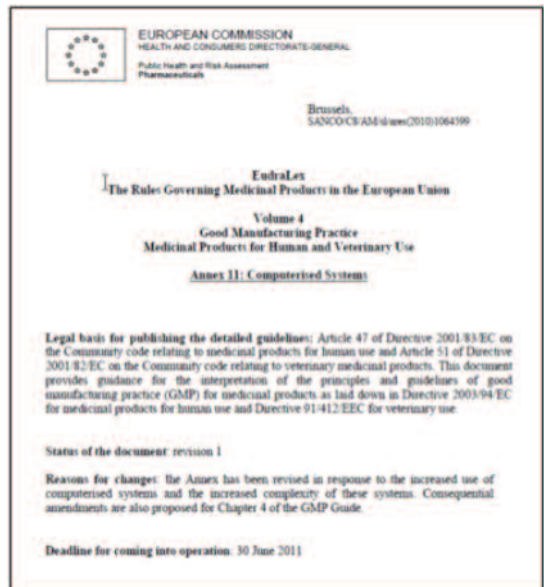 EUROPEAN COMMISSION
HEALTH AND CONSUMERS DIRECTORATE-GENERAL
Public Health and Risk Assessment
Pharmaceuticals
Brussels,
SANCO/C8/AM/sl/ares(2010)1064599
EudraLex
The Rules Governing Medicinal Products in the European Union
Volume 4
Good Manufacturing Practice
Medicinal Products for Human and Veterinary Use
Annex 11: Computerised Systems
Legal basis for publishing the detailed guidelines: Article 47 of Directive 2001/83/EC on
the Community code relating to medicinal products for human use and Article 51 of Directive
2001/82/EC on the Community code relating to veterinary medicinal products. This document
provides guidance for the interpretation of the principles and guidelines of good
manufacturing practice (GMP) for medicinal products as laid down in Directive 2003/94/EC
for medicinal products for human use and Directive 91/412/EEC for veterinary use.
Status of the document: revision 1
Reasons for changes: the Annex has been revised in response to the increased use of
computerised systems and the increased complexity of these systems. Consequential
amendments are also proposed for Chapter 4 of the GMP Guide.
Deadline for coming into operation: 30 June 2011